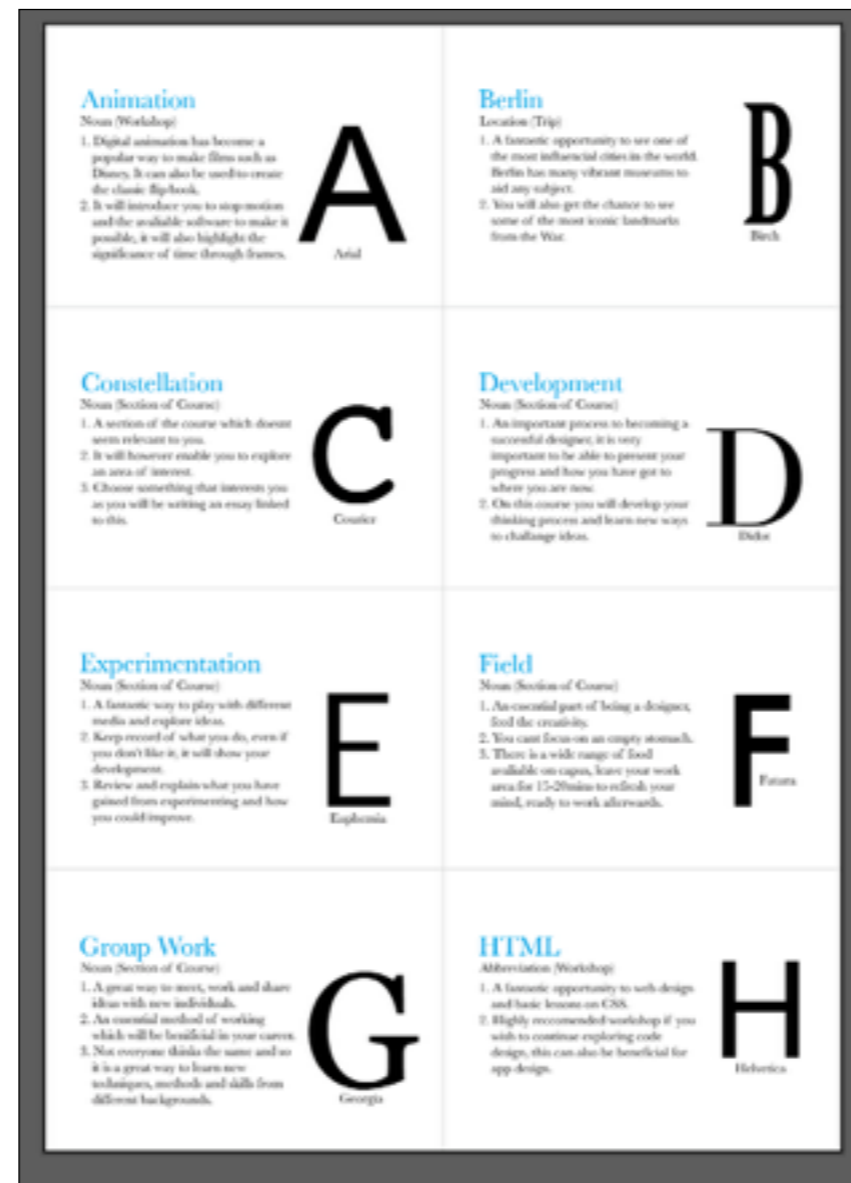 Animation
Noun (Workshop)
1. Digital animation has become a
popular way to make films such as
Disney. It can also be used to create
the classic flipbook.
2. It will introduce you to stop motion
and the avaliable software to make it
possible, it will also highlight the
significance of time through frames.
A
Arial
Berlin
Location (Trip)
1. A fantastic opportunity to see one of
the most influencial cities in the world.
Berlin has many vibrant museums to
aid any subject.
2. You will also get the chance to see
some of the most iconic landmarks
from the War.
B
Birch
Constellation
Noun (Section of Course)
1. A section of the course which doesnt
seem relevant to you.
2. It will however enable you to explore
an area of interest.
3. Choose something that interests you
as you will be writing an essay linked
to this.
C
Courier
Development
Noun (Section of Course)
1. An important process to becoming a
successful designer, it is very
important to be able to present your
progress and how you have got to
where you are now.
2. On this course you will develop your
thinking process and learn new ways
to challange ideas.
D
Didot
Experimentation
Noun (Section of Course)
1. A fantastic way to play with different
media and explore ideas.
2. Keep record of what you do, even if
you don't like it, it will show your
development.
3. Review and explain what you have
gained from experimenting and how
you could improve.
E
Euphemia
Field
Noun (Section of Course)
1. An essential part of being a designer,
feed the creativity.
2. You cant focus on an empty stomach.
3. There is a wide range of food
avaliable on capus, leave your work
area for 15-20mins to refresh your
mind, ready to work afterwards.
F
Futura
Group Work
Noun (Section of Course)
1. A great way to meet, work and share
ideas with new individuals.
2. An essential method of working
which will be benificial in your career.
3. Not everyone thinks the same and so
it is a great way to learn new
techniques, methods and skills from
different backgrounds.
G
Georgia
HTML
Abbreviation (Workshop)
1. A fantastic opportunity to web design
and basic lessons on CSS.
2. Highly reccomended workshop if you
wish to continue exploring code
design, this can also be beneficial for
app design.
H
Helvetica